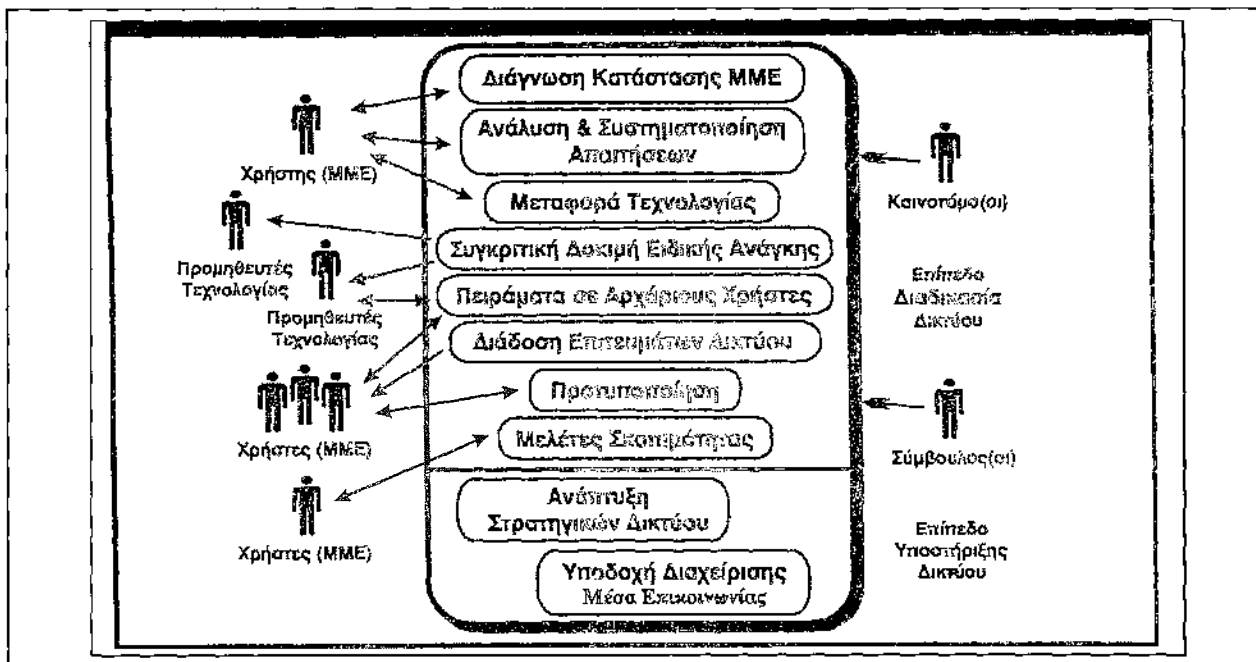 Διάγνωση Κατάστασης ΜΜΕ
Ανάλυση & Συστηματοποίηση
Απαιτήσεων
Χρήστης (ΜΜΕ)
Καινοτόμο(οι)
Μεταφορά Τεχνολογίας
Συγκριτική Δοκιμή Ειδικής Ανάγκης
Προμηθευτές
Τεχνολογίας
Πειράματα σε Αρχάριους Χρήστες
Προμηθευτές
Τεχνολογίας
Επίπεδο
Διαδικασία
Δικτύου
Διάδοση Επιτευμάτων Δικτύου
Προτυποποίηση
Χρήστες (ΜΜΕ)
Μελέτες Σκοπιμότητας
Σύμβουλος(οι)
Ανάπτυξη
Στρατηγικών Δικτύου
Χρήστες (ΜΜΕ)
Επίπεδο
Υποστήριξης
Δικτύου
Υποδοχή Διαχείρισης
Μέσα Επικοινωνίας